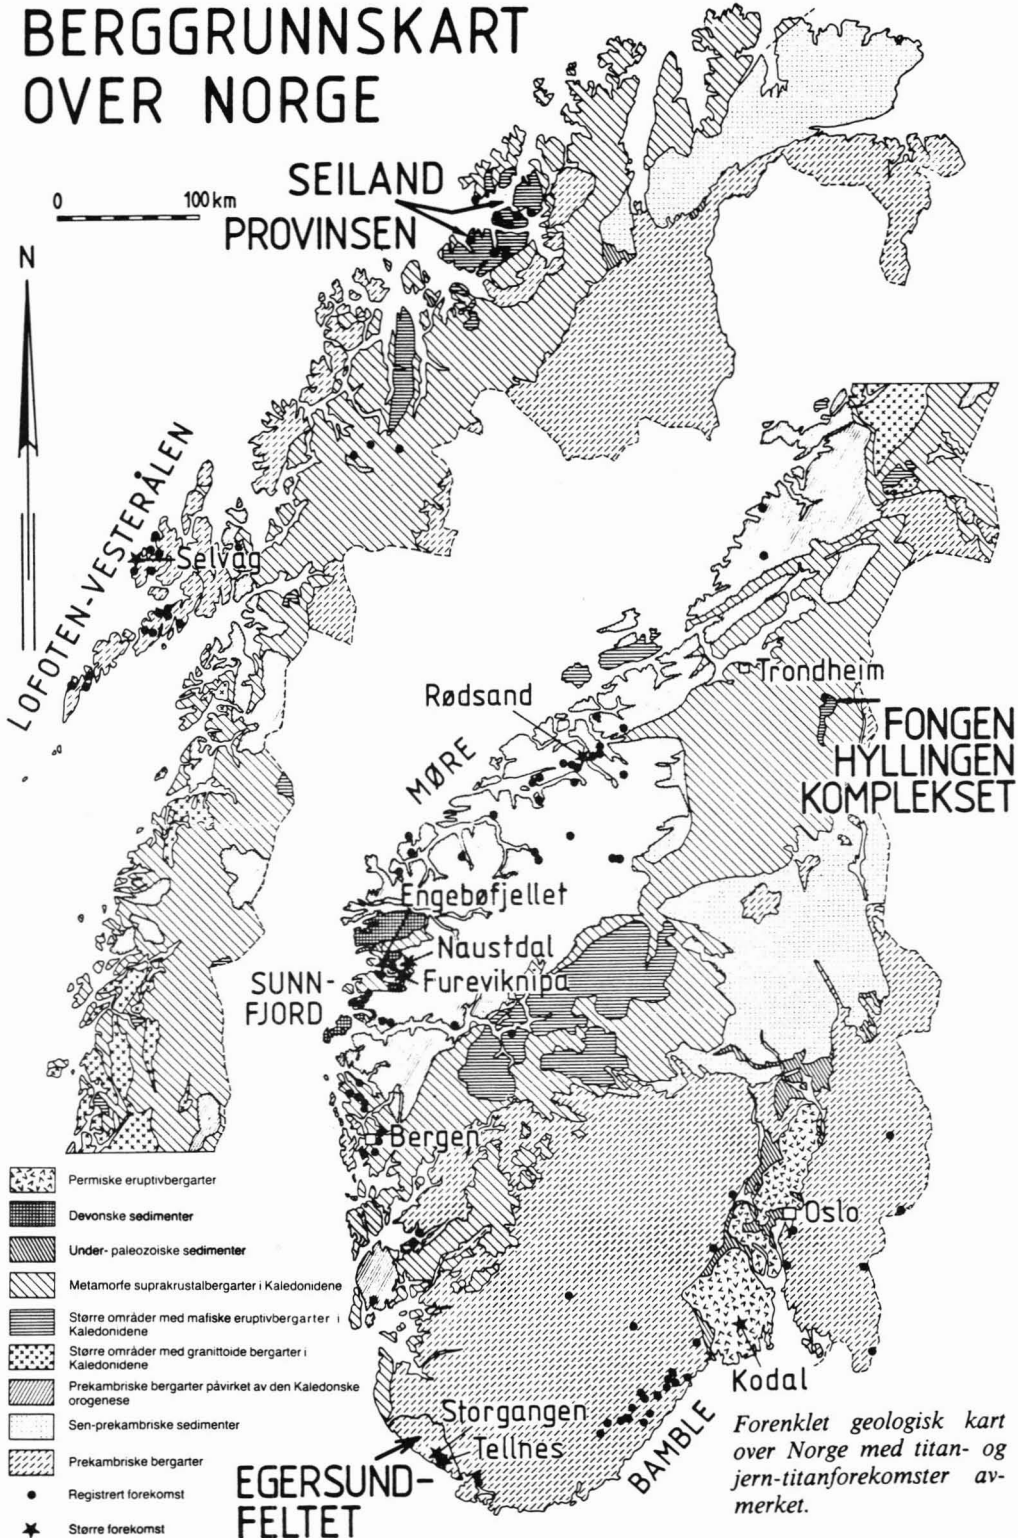 BERGGRUNNSKART
OVER NORGE
0 100 km
N
SEILAND
PROVINSEN
LOFOTEN-VESTERÅLEN
Selvåg
Trondheim
Rødsand
FONGEN
HYLLINGEN
KOMPLEKSET
MØRE
Engebøfjellet
Naustdal
Fureviknipa
SUNN-
FJORD
Bergen
Oslo
Kodal
BAMBLE
Storgangen
Tellnes
EGERSUND-
FELTET
Permiske eruptivbergarter
Devonske sedimenter
Under- paleozoiske sedimenter
Metamorfe suprakrustalbergarter i Kaledonidene
Större områder med mafiske eruptivbergarter i
Kaledonidene
Större områder med granittoide bergarter i
Kaledonidene
Prekambriske bergarter påvirket av den Kaledonske
orogenese
Sen-prekambriske sedimenter
Prekambriske bergarter
Registrert forekomst
Större forekomst
Forenklet geologisk kart
over Norge med titan- og
jern-titanforekomster av-
merket.